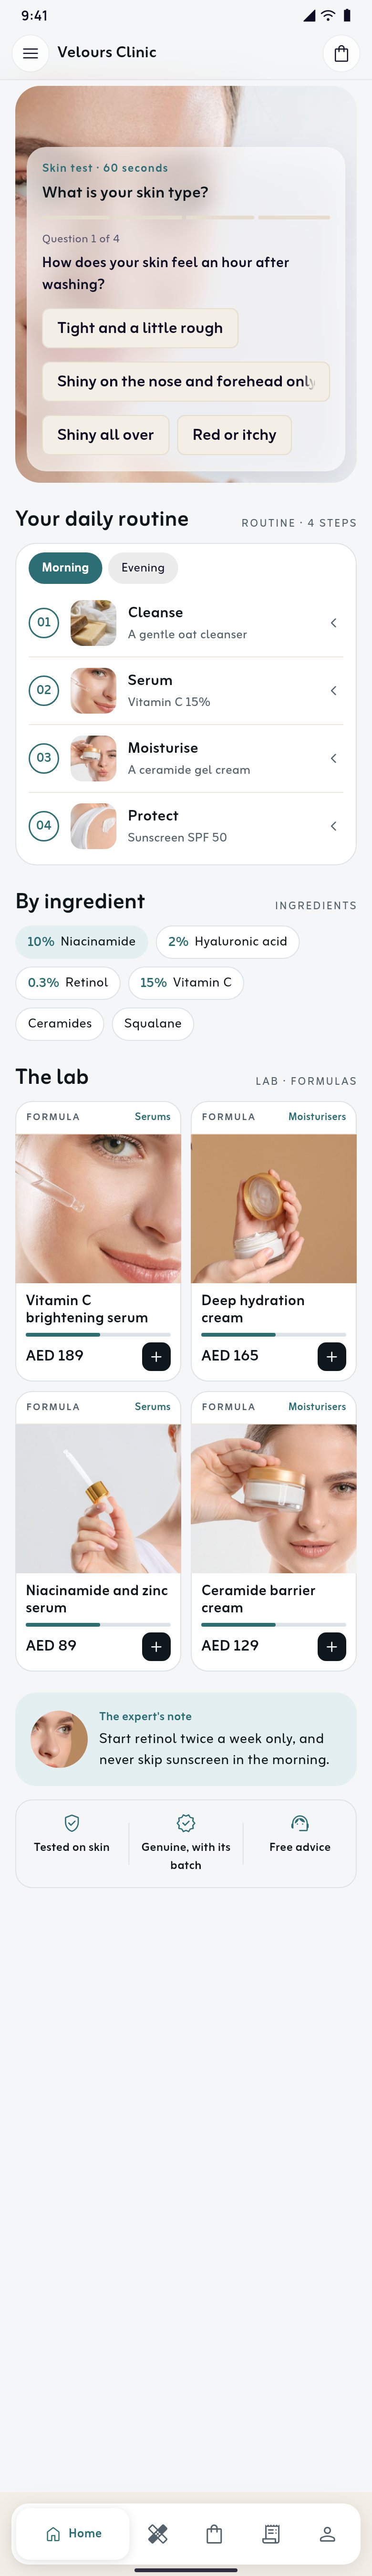 9:41
Velours Clinic
Skin test · 60 seconds
What is your skin type?
Question 1 of 4
How does your skin feel an hour after
washing?
Tight and a little rough
Shiny on the nose and forehead only
Shiny all over
Red or itchy
Your daily routine
ROUTINE · 4 STEPS
Morning
Evening
01
Cleanse
A gentle oat cleanser
02
Serum
Vitamin C 15%
03
Moisturise
A ceramide gel cream
04
Protect
Sunscreen SPF 50
By ingredient
INGREDIENTS
10% Niacinamide
2% Hyaluronic acid
0.3% Retinol
15% Vitamin C
Ceramides
Squalane
The lab
LAB · FORMULAS
FORMULA
Serums
Vitamin C
brightening serum
AED 189
FORMULA
Moisturisers
Deep hydration
cream
AED 165
FORMULA
Serums
Niacinamide and zinc
serum
AED 89
FORMULA
Moisturisers
Ceramide barrier
cream
AED 129
The expert's note
Start retinol twice a week only, and
never skip sunscreen in the morning.
Tested on skin
Genuine, with its
batch
Free advice
Home